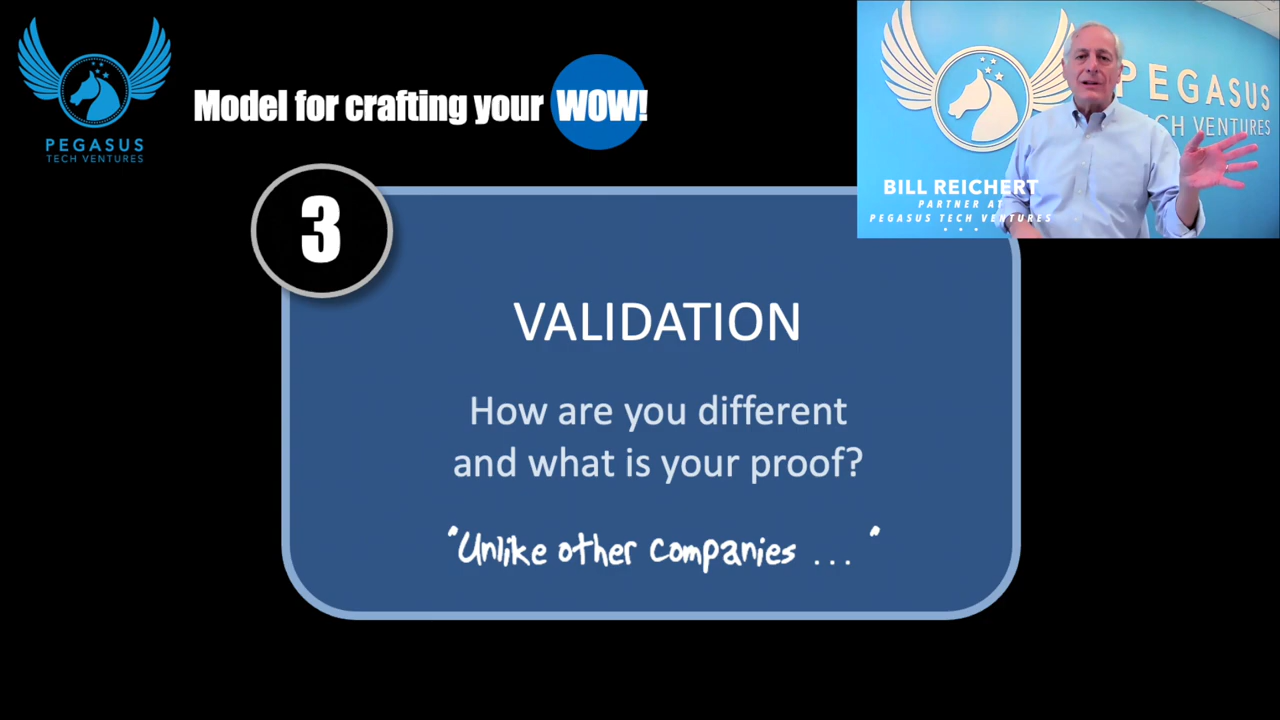 PEGASUS
TECH VENTURES
Model for crafting your WOW!
PEGASUS
TECH VENTURES
BILL REICHERT
PARTNER AT
PEGASUS TECH VENTURES
3
VALIDATION
How are you different
and what is your proof?
"Unlike other companies ... "